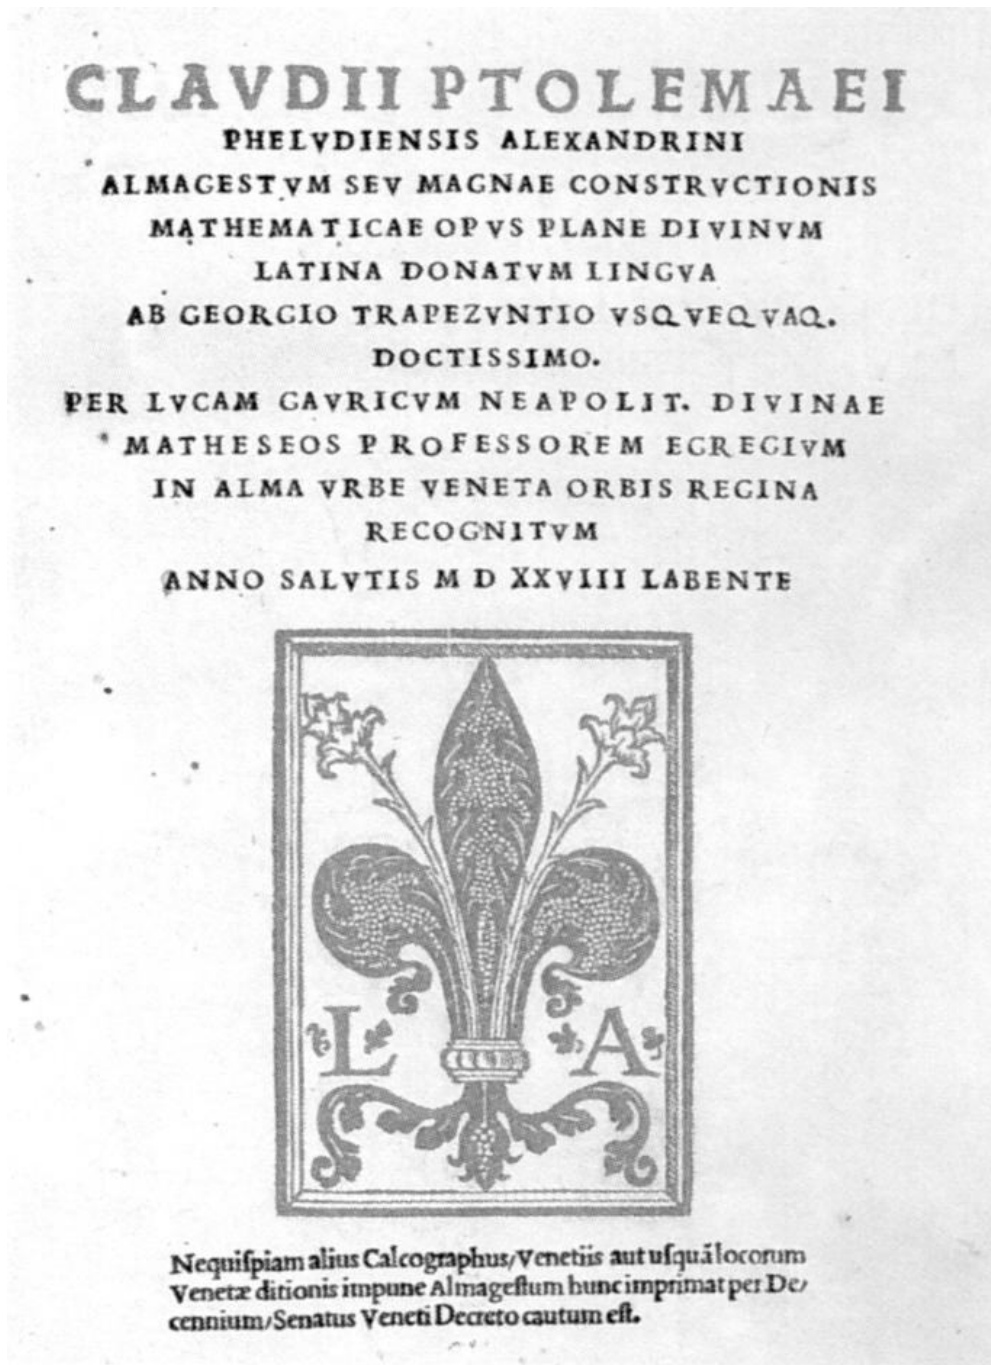 CLAVDII PTOLEMAEI
PHELVDIENSIS ALEXANDRINI
ALMAGESTVM SEV MAGNAE CONSTRVCTIONIS
MATHEMATICAE OPVS PLANE DIVINVM
LATINA DONATVM LINGVA
AB GEORGIO TRAPEZVNTIO VSQVEQVAQ.
DOCTISSIMO.
PER LVCAM GAVRICVM NEAPOLIT. DIVINAE
MATHESEOS PROFESSOREM EGREGIVM
IN ALMA VRBE VENETA ORBIS REGINA
RECOGNITVM
ANNO SALVTIS M D XXVIII LABENTE
L A
Nequiſpiam alius Calcographus/Venetiis aut uſquã locorum
Venetæ ditionis impune Almageſtum hunc imprimat per De/
cennium/Senatus Veneti Decreto cautum eſt.